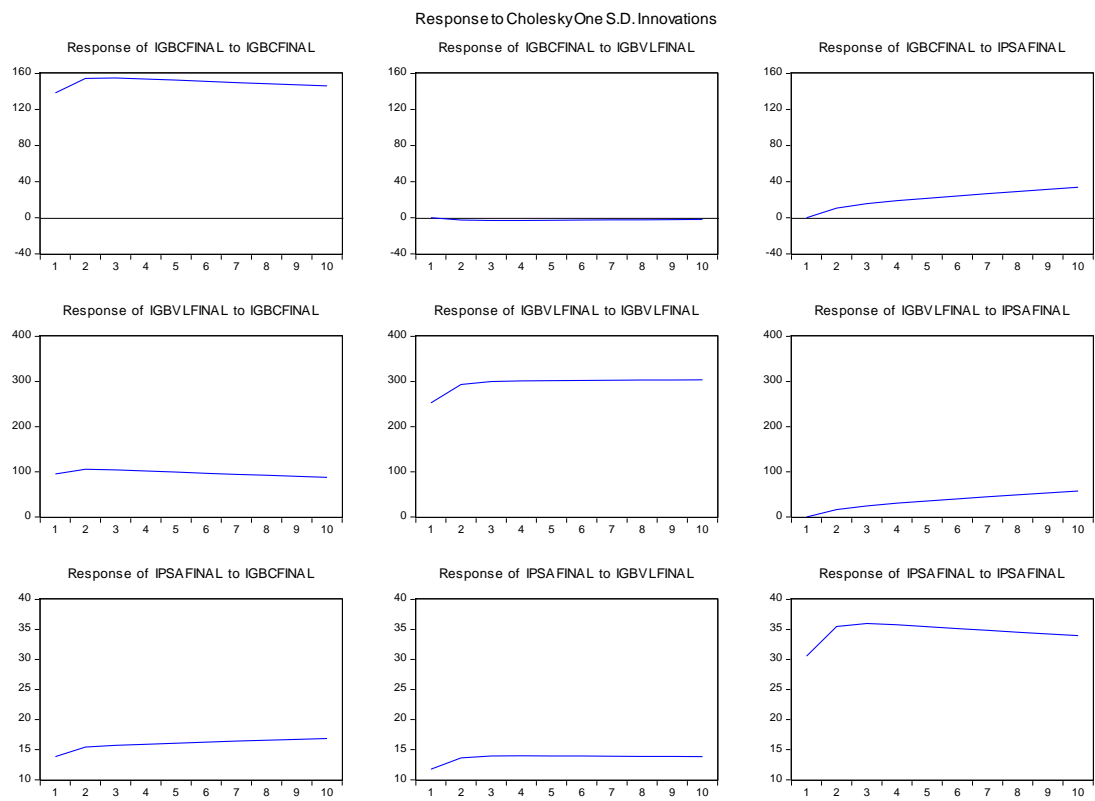 Response to Cholesky One S.D. Innovations
Response of IGBCFINAL to IGBCFINAL
160
120
80
40
0
-40
1 2 3 4 5 6 7 8 9 10
Response of IGBCFINAL to IGBVLFINAL
160
120
80
40
0
-40
1 2 3 4 5 6 7 8 9 10
Response of IGBCFINAL to IPSAFINAL
160
120
80
40
0
-40
1 2 3 4 5 6 7 8 9 10
Response of IGBVLFINAL to IGBCFINAL
400
300
200
100
0
1 2 3 4 5 6 7 8 9 10
Response of IGBVLFINAL to IGBVLFINAL
400
300
200
100
0
1 2 3 4 5 6 7 8 9 10
Response of IGBVLFINAL to IPSAFINAL
400
300
200
100
0
1 2 3 4 5 6 7 8 9 10
Response of IPSAFINAL to IGBCFINAL
40
35
30
25
20
15
10
1 2 3 4 5 6 7 8 9 10
Response of IPSAFINAL to IGBVLFINAL
40
35
30
25
20
15
10
1 2 3 4 5 6 7 8 9 10
Response of IPSAFINAL to IPSAFINAL
40
35
30
25
20
15
10
1 2 3 4 5 6 7 8 9 10